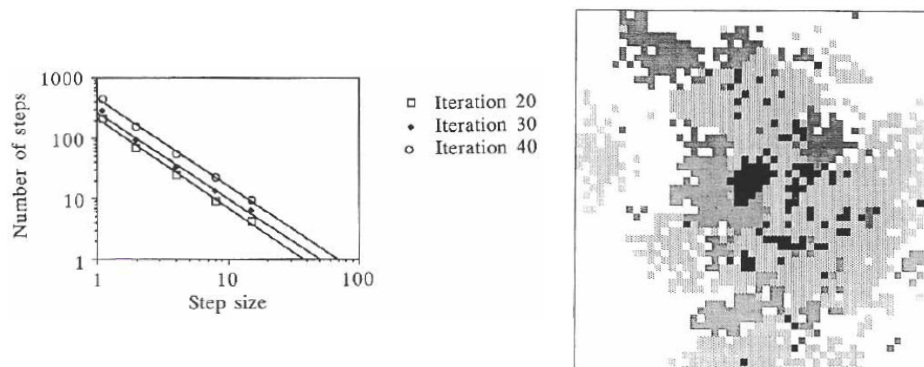 Number of steps
1000
100
10
1
1
10
100
Step size
Iteration 20
Iteration 30
Iteration 40